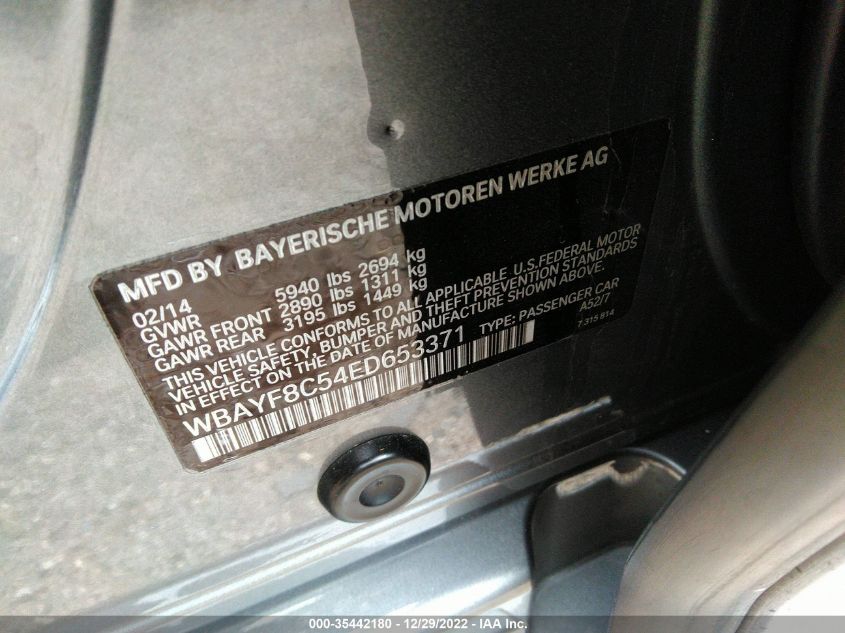 MFD BY BAYERISCHE MOTOREN WERKE AG
02/14
GVWR 5940 lbs 2694 kg
GAWR FRONT 2890 lbs 1311 kg
GAWR REAR 3195 lbs 1449 kg
THIS VEHICLE CONFORMS TO ALL APPLICABLE U.S.FEDERAL MOTOR
VEHICLE SAFETY, BUMPER AND THEFT PREVENTION STANDARDS
IN EFFECT ON THE DATE OF MANUFACTURE SHOWN ABOVE.
WBAYF8C54ED653371 TYPE: PASSENGER CAR
A52/7
7 315 814
000-35442180 - 12/29/2022 - IAA Inc.